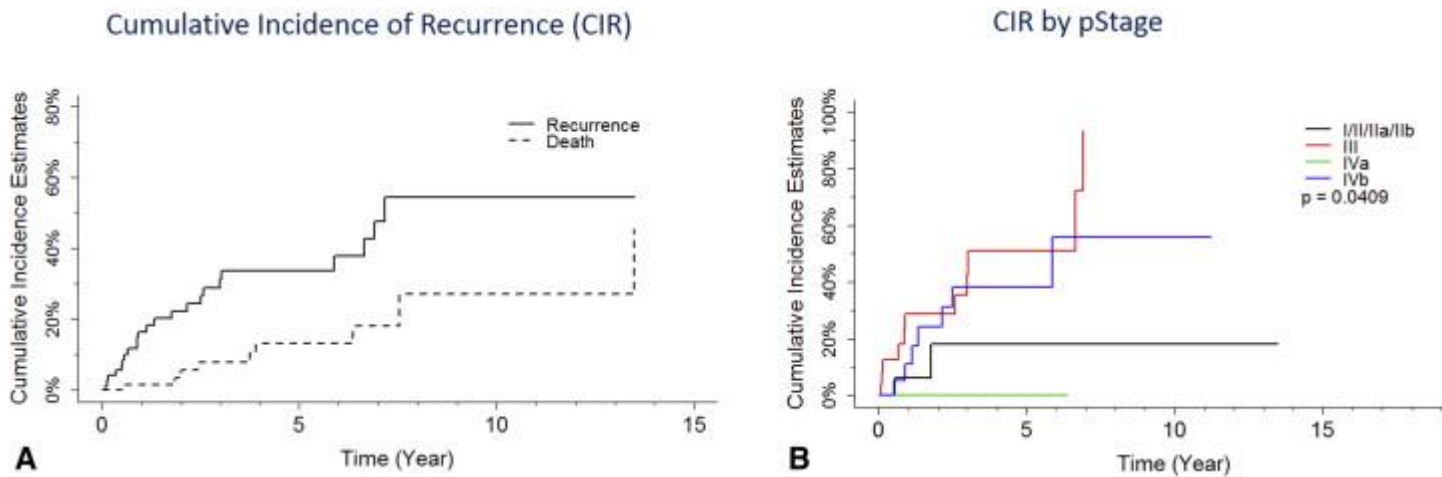 Cumulative Incidence of Recurrence (CIR)
Cumulative Incidence Estimates
80%
60%
40%
20%
0%
Recurrence
Death
0
5
10
15
Time (Year)
A
CIR by pStage
Cumulative Incidence Estimates
100%
80%
60%
40%
20%
0%
I/II/IIa/IIb
III
IVa
IVb
p = 0.0409
0
5
10
15
Time (Year)
B